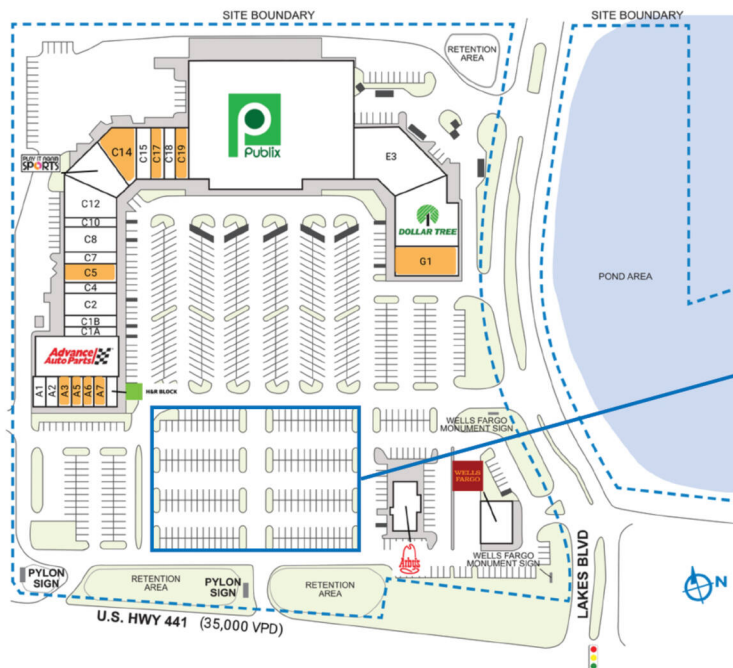 SITE BOUNDARY
SITE BOUNDARY
RETENTION
AREA
Publix
PLAY IT AGAIN
SPORTS
C14
C15
C17
C18
C19
E3
C12
C10
C8
C7
C5
C4
C2
C1B
C1A
DOLLAR TREE
G1
POND AREA
Advance
Auto Parts
A1
A2
A3
A5
A6
A7
H&R BLOCK
WELLS FARGO
MONUMENT SIGN
WELLS
FARGO
Arby's
WELLS FARGO
MONUMENT SIGN
PYLON
SIGN
RETENTION
AREA
PYLON
SIGN
RETENTION
AREA
U.S. HWY 441 (35,000 VPD)
LAKES BLVD
N